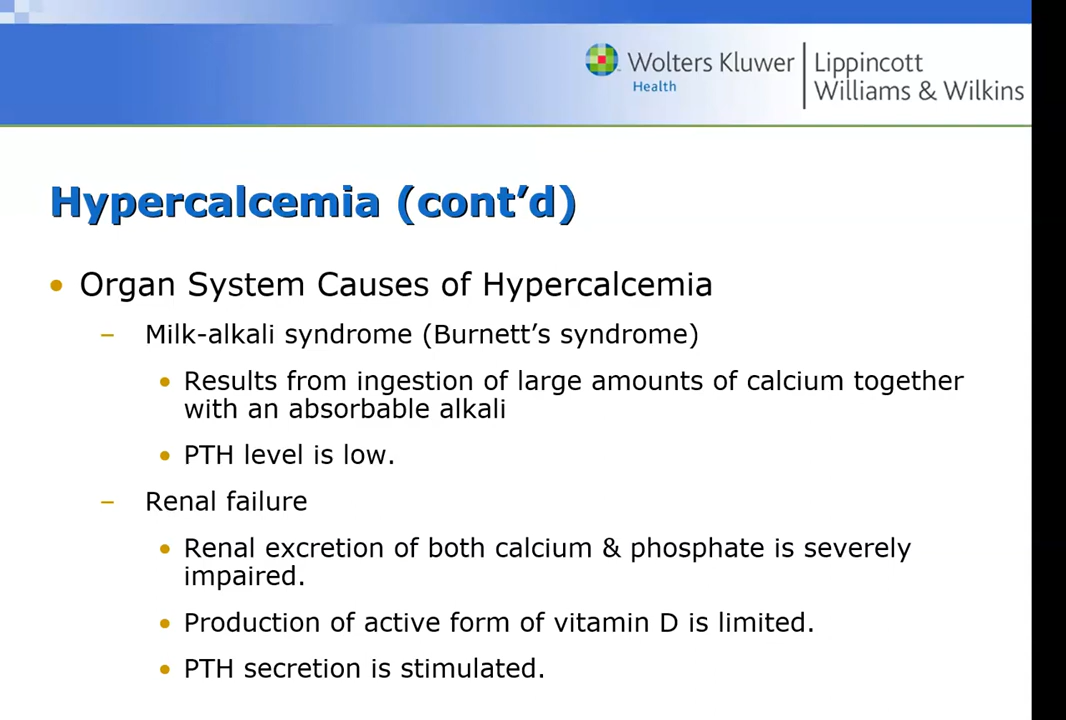 Wolters Kluwer
Health
Lippincott
Williams & Wilkins
Hypercalcemia (cont’d)
• Organ System Causes of Hypercalcemia
– Milk-alkali syndrome (Burnett’s syndrome)
• Results from ingestion of large amounts of calcium together
with an absorbable alkali
• PTH level is low.
– Renal failure
• Renal excretion of both calcium & phosphate is severely
impaired.
• Production of active form of vitamin D is limited.
• PTH secretion is stimulated.